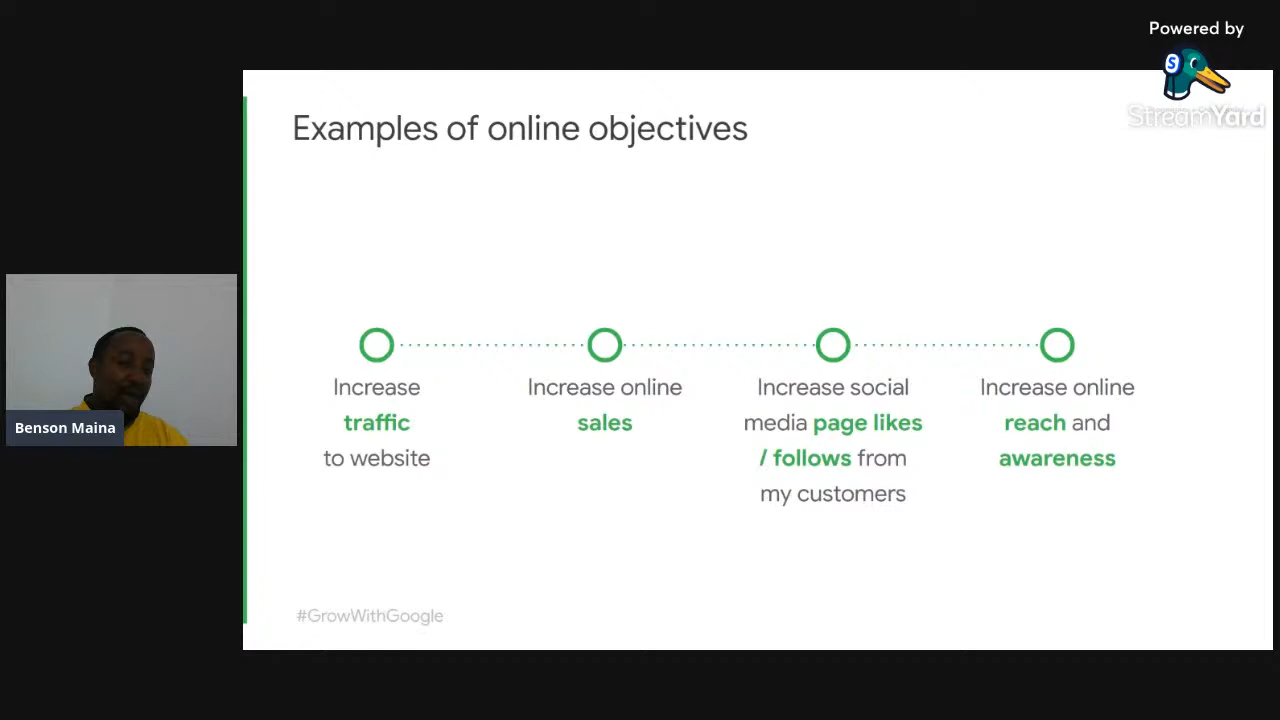 Powered by
S
StreamYard
Examples of online objectives
Increase
traffic
to website
Increase online
sales
Increase social
media page likes
/ follows from
my customers
Increase online
reach and
awareness
Benson Maina
#GrowWithGoogle